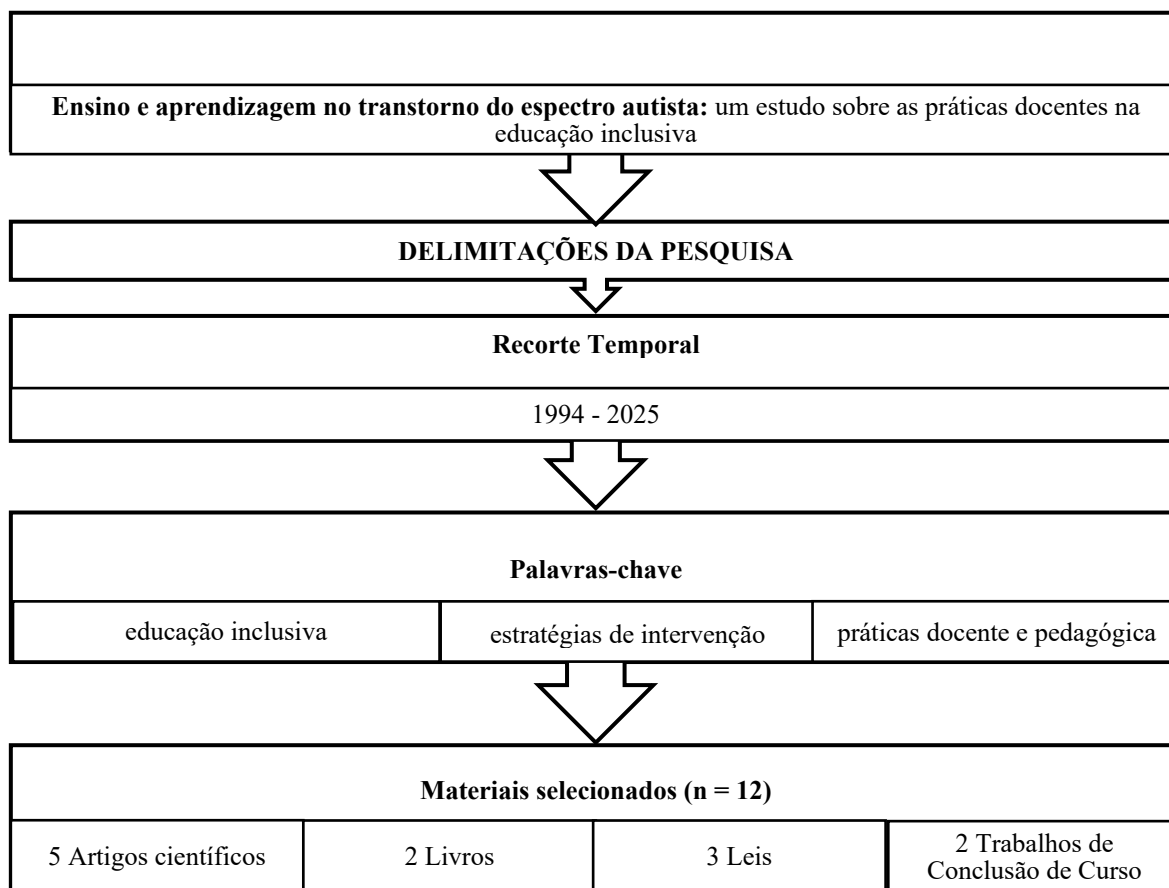 Ensino e aprendizagem no transtorno do espectro autista: um estudo sobre as práticas docentes na
educação inclusiva
DELIMITAÇÕES DA PESQUISA
Recorte Temporal
1994 - 2025
Palavras-chave
educação inclusiva
estratégias de intervenção
práticas docente e pedagógica
Materiais selecionados (n = 12)
5 Artigos científicos
2 Livros
3 Leis
2 Trabalhos de
Conclusão de Curso